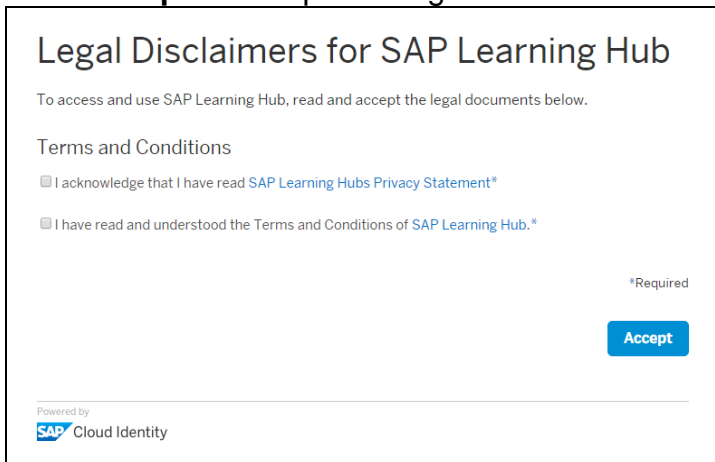 Legal Disclaimers for SAP Learning Hub
To access and use SAP Learning Hub, read and accept the legal documents below.
Terms and Conditions
I acknowledge that I have read SAP Learning Hubs Privacy Statement*
I have read and understood the Terms and Conditions of SAP Learning Hub.*
*Required
Accept
Powered by
SAP Cloud Identity